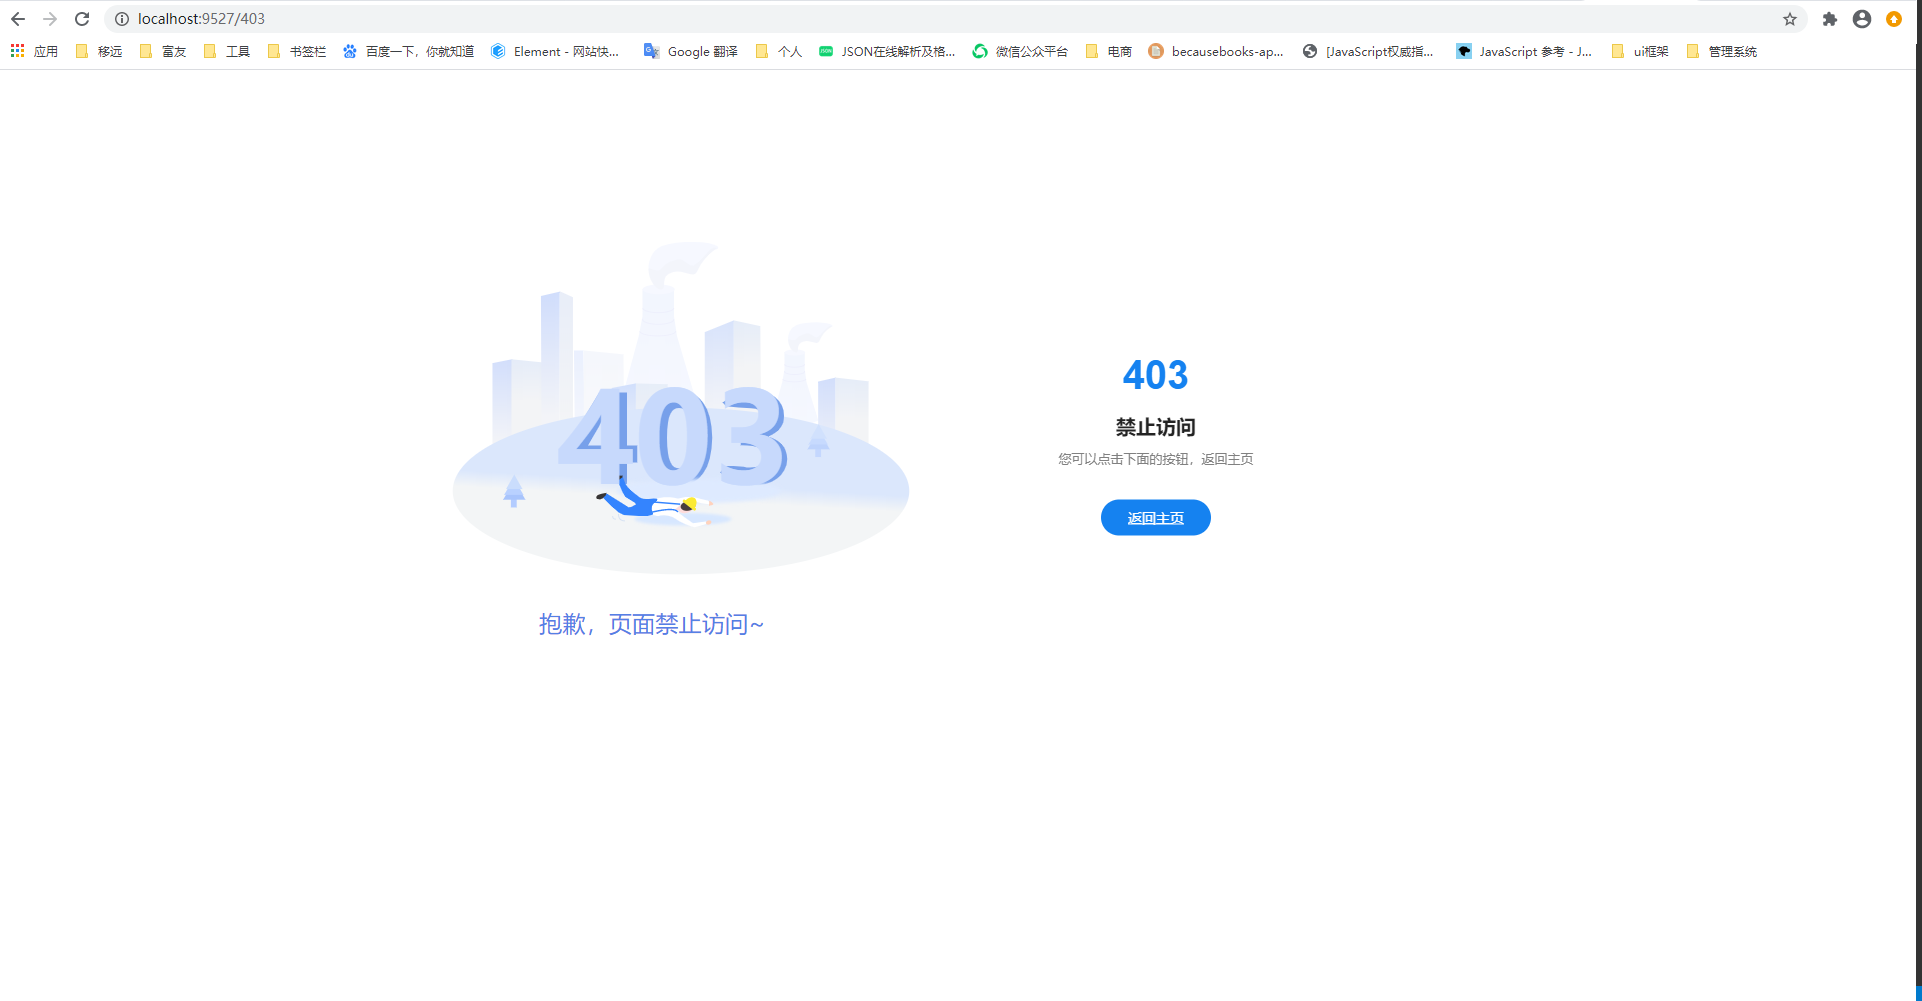 localhost:9527/403
应用 移远 富友 工具 书签栏 百度一下，你就知道 Element - 网站快... Google 翻译 个人 JSON在线解析及格... 微信公众平台 电商 becausebooks-ap... [JavaScript权威指... JavaScript 参考 - J... ui框架 管理系统
403
403
禁止访问
您可以点击下面的按钮，返回主页
返回主页
抱歉，页面禁止访问~